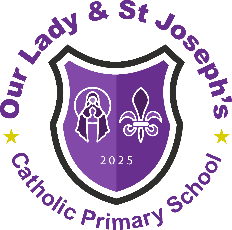 Our Lady & St Joseph's
2025
Catholic Primary School